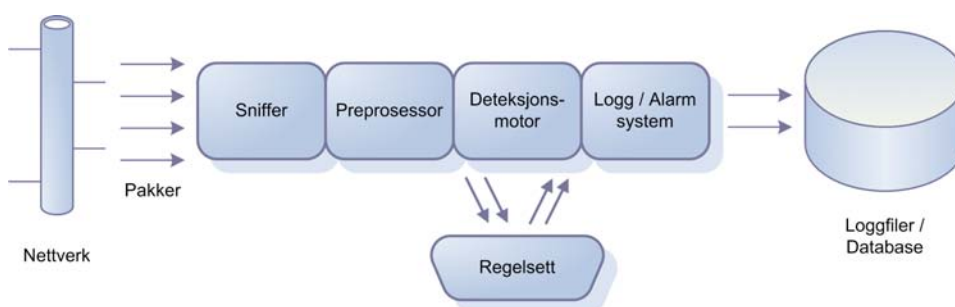 Sniffer
Preprosessor
Deteksjons-
motor
Logg / Alarm
system
Pakker
Nettverk
Regelsett
Loggfiler /
Database